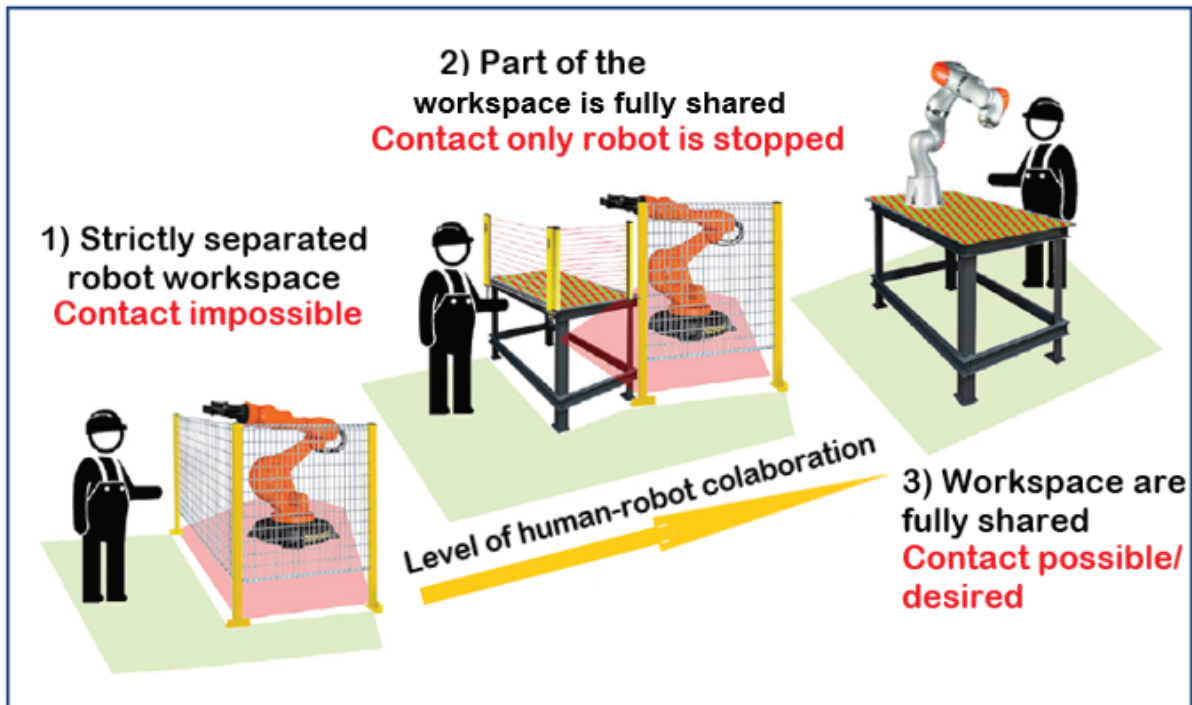 1) Strictly separated
robot workspace
Contact impossible
2) Part of the
workspace is fully shared
Contact only robot is stopped
Level of human-robot colaboration
3) Workspace are
fully shared
Contact possible/
desired